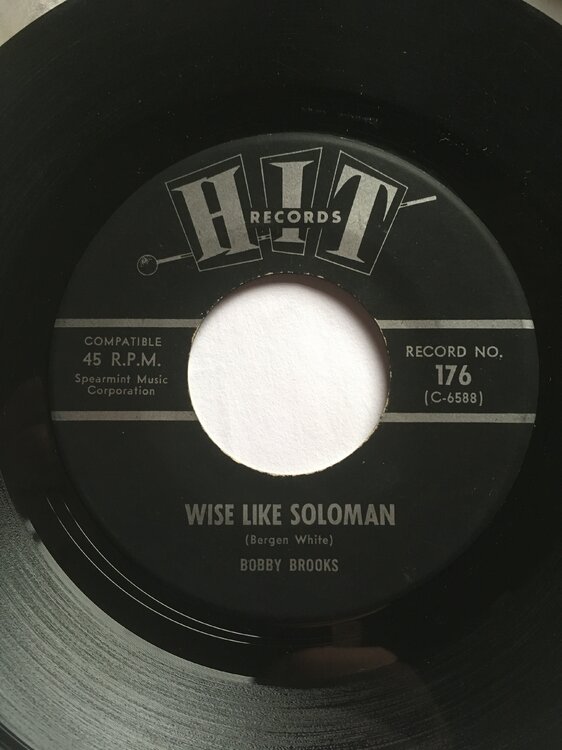 HIT
RECORDS
COMPATIBLE
45 R.P.M.
Spearmint Music
Corporation
RECORD NO.
176
(C-6588)
WISE LIKE SOLOMAN
(Bergen White)
BOBBY BROOKS